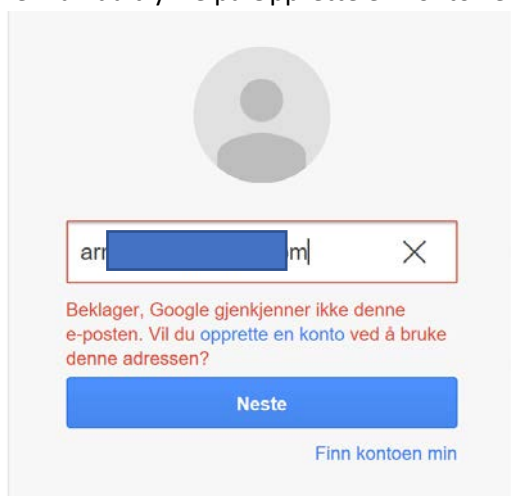 arr m
Beklager, Google gjenkjenner ikke denne
e-posten. Vil du opprette en konto ved å bruke
denne adressen?
Neste
Finn kontoen min